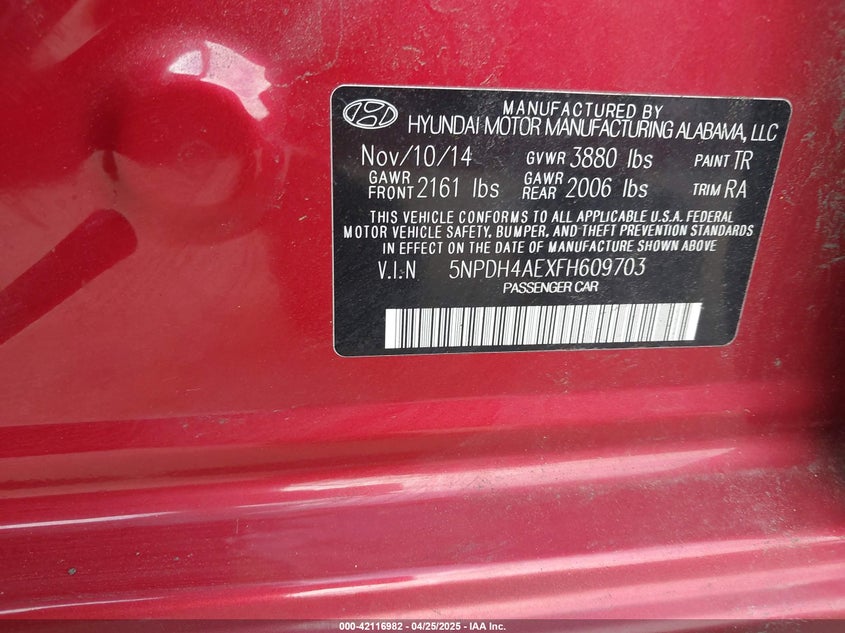 MANUFACTURED BY
HYUNDAI MOTOR MANUFACTURING ALABAMA, LLC
Nov/10/14 GVWR 3880 lbs PAINT TR
GAWR FRONT 2161 lbs GAWR REAR 2006 lbs TRIM RA
THIS VEHICLE CONFORMS TO ALL APPLICABLE U.S.A. FEDERAL
MOTOR VEHICLE SAFETY, BUMPER, AND THEFT PREVENTION STANDARDS
IN EFFECT ON THE DATE OF MANUFACTURE SHOWN ABOVE
V.I.N 5NPDH4AEXFH609703
PASSENGER CAR
000-42116982 - 04/25/2025 - IAA Inc.